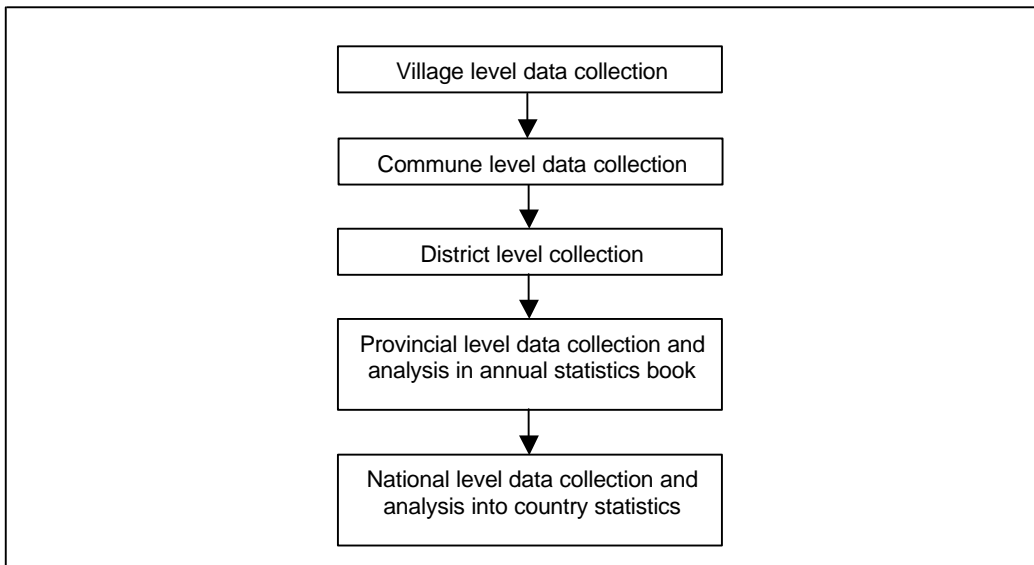 Village level data collection
Commune level data collection
District level collection
Provincial level data collection and
analysis in annual statistics book
National level data collection and
analysis into country statistics